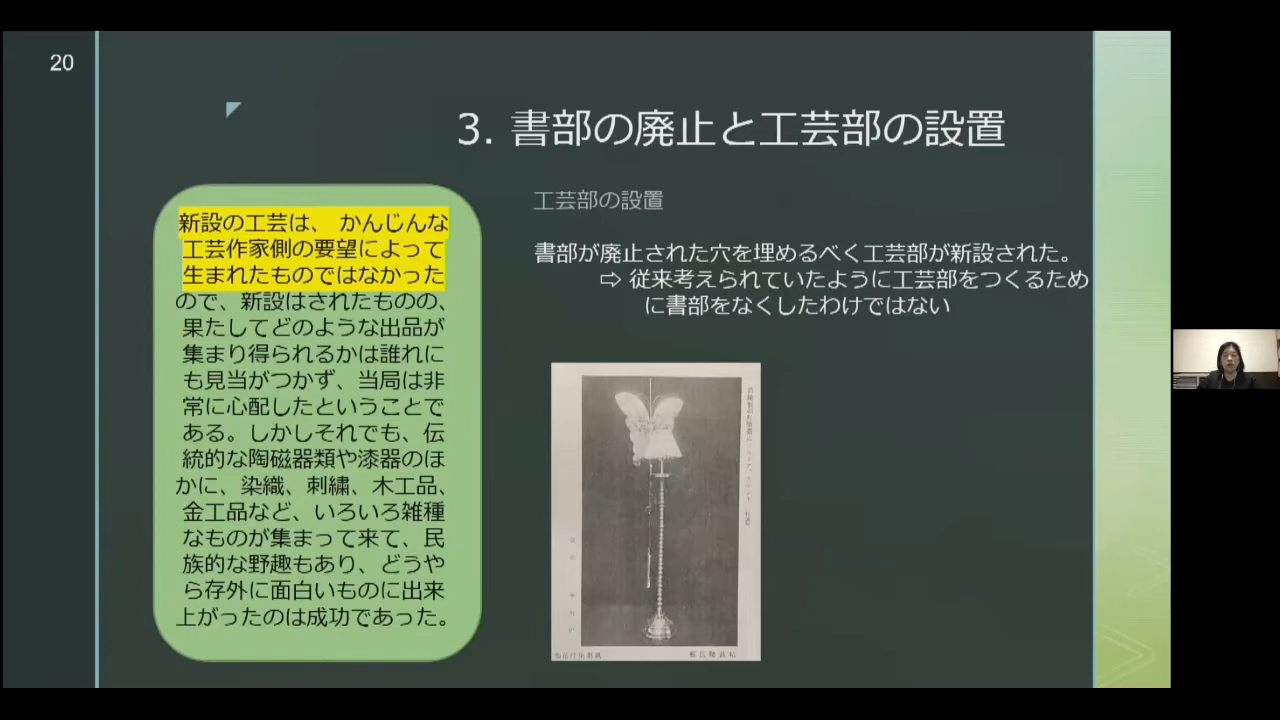 20
3. 書部の廃止と工芸部の設置
新設の工芸は、 かんじんな
工芸作家側の要望によって
生まれたものではなかった
ので、新設はされたものの、
果たしてどのような出品が
集まり得られるかは誰れに
も見当がつかず、当局は非
常に心配したということで
ある。しかしそれでも、伝
統的な陶磁器類や漆器のほ
かに、染織、刺繍、木工品、
金工品など、いろいろ雑種
なものが集まって来て、民
族的な野趣もあり、どうや
ら存外に面白いものに出来
上がったのは成功であった。
工芸部の設置
書部が廃止された穴を埋めるべく工芸部が新設された。
⇨ 従来考えられていたように工芸部をつくるため
に書部をなくしたわけではない